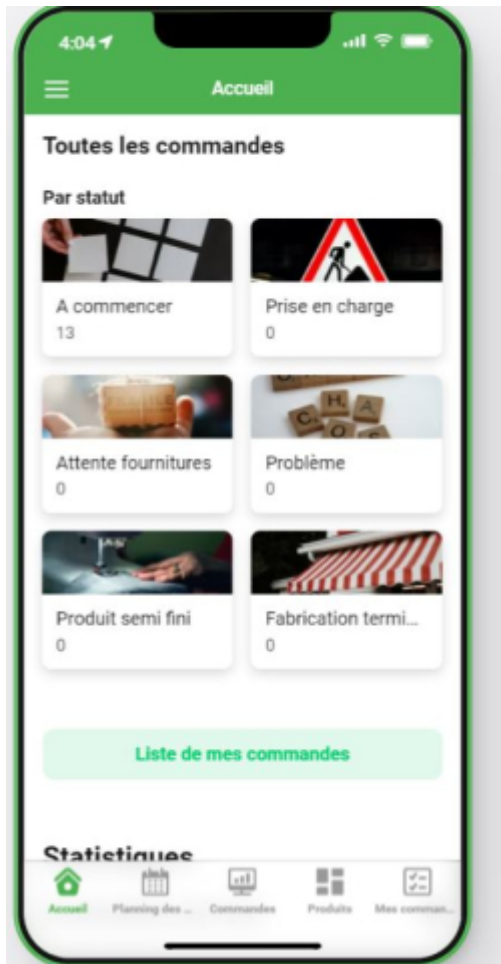 4:04
Accueil
Toutes les commandes
Par statut
A commencer
13
Prise en charge
0
Attente fournitures
0
C H A
O S
Problème
0
Produit semi fini
0
Fabrication termi...
0
Liste de mes commandes
Statistiques
Accueil
Planning des ...
Commandes
Produits
Mes comman...